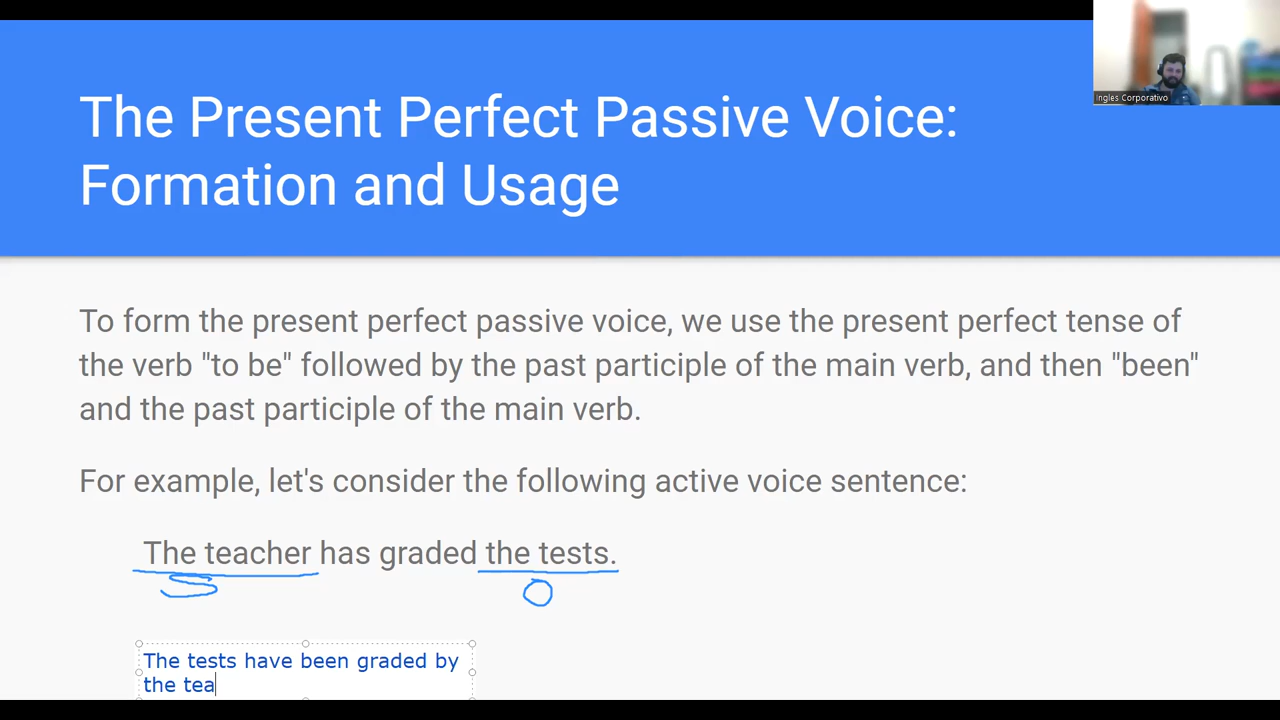 The Present Perfect Passive Voice:
Formation and Usage
Ingles Corporativo
To form the present perfect passive voice, we use the present perfect tense of
the verb "to be" followed by the past participle of the main verb, and then "been"
and the past participle of the main verb.
For example, let's consider the following active voice sentence:
The teacher has graded the tests.
S O
The tests have been graded by
the tea